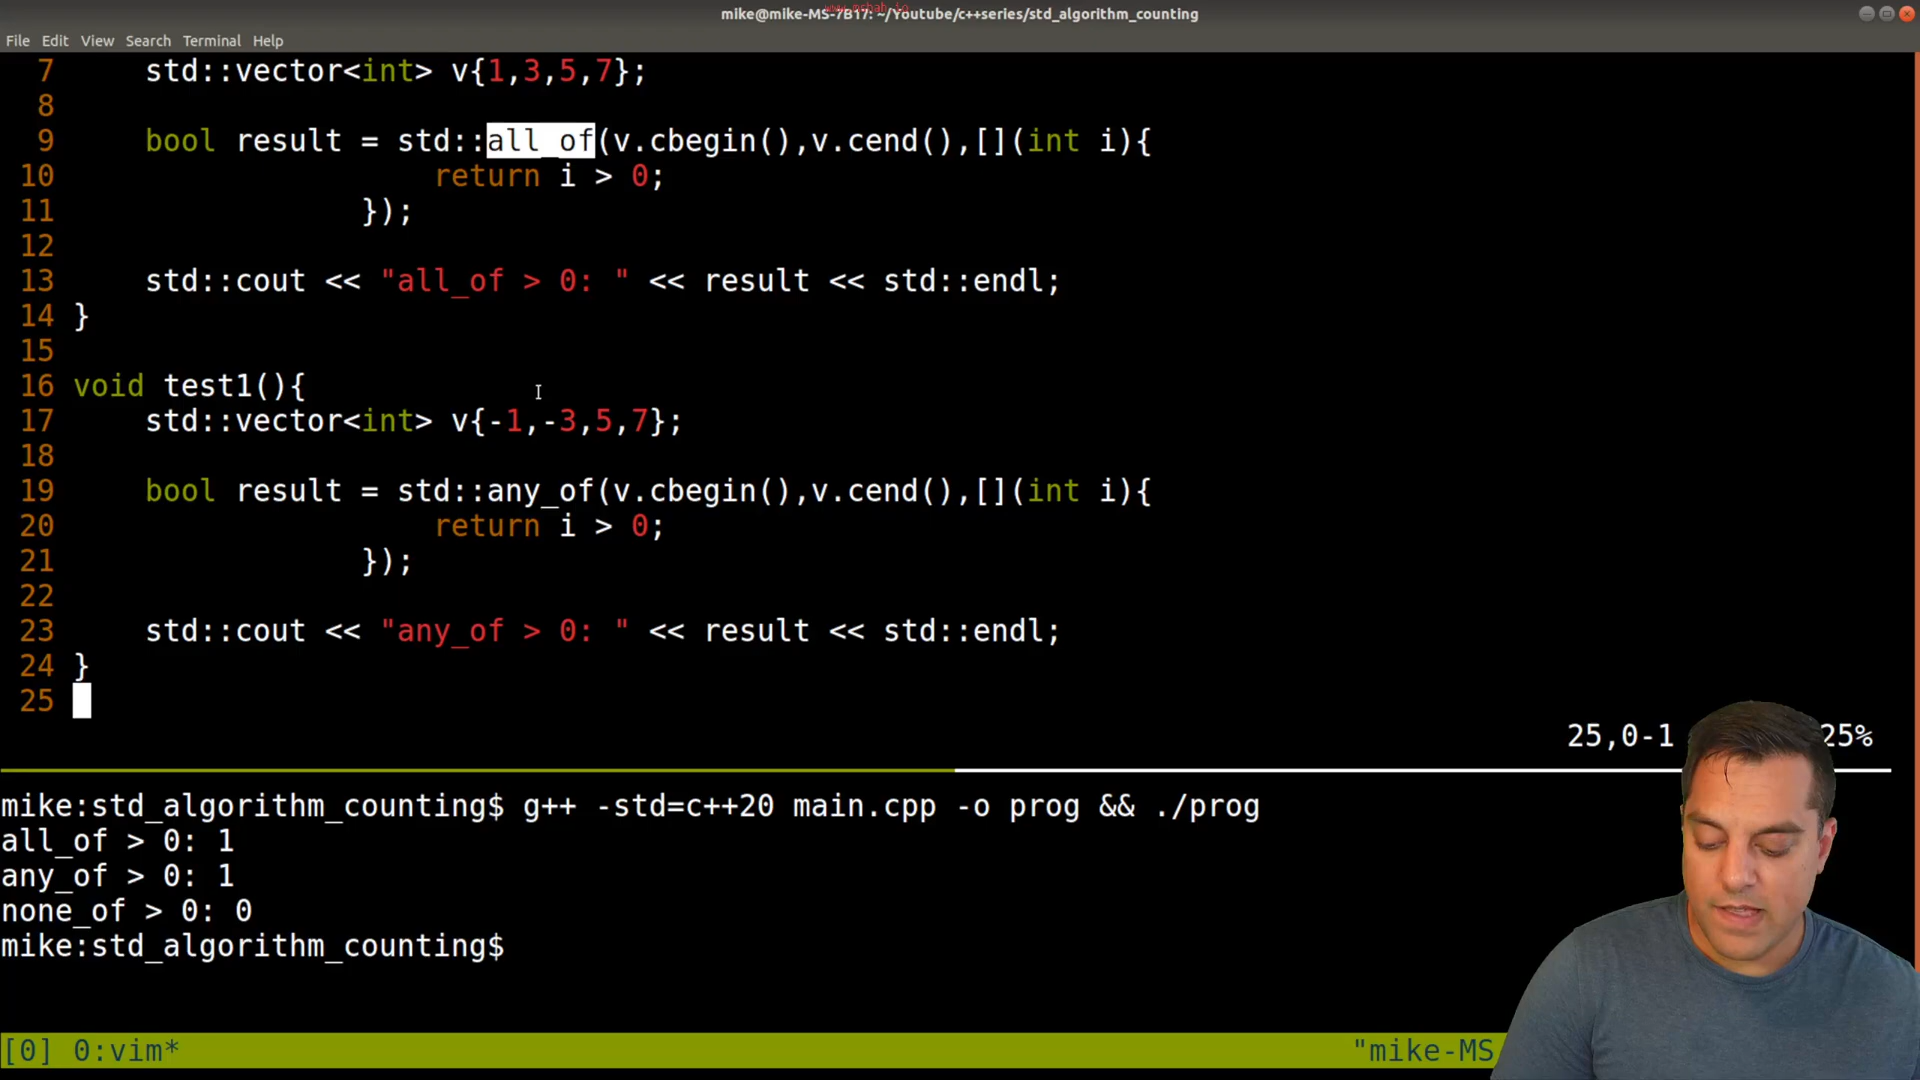 mike@mike-MS-7B17: ~/Youtube/c++series/std_algorithm_counting
File Edit View Search Terminal Help
7     std::vector<int> v{1,3,5,7};
8
9     bool result = std::all_of(v.cbegin(),v.cend(),[](int i){
10                     return i > 0;
11                 });
12
13     std::cout << "all_of > 0: " << result << std::endl;
14 }
15
16 void test1(){
17     std::vector<int> v{-1,-3,5,7};
18
19     bool result = std::any_of(v.cbegin(),v.cend(),[](int i){
20                     return i > 0;
21                 });
22
23     std::cout << "any_of > 0: " << result << std::endl;
24 }
25
25,0-1 25%
mike:std_algorithm_counting$ g++ -std=c++20 main.cpp -o prog && ./prog
all_of > 0: 1
any_of > 0: 1
none_of > 0: 0
mike:std_algorithm_counting$
[0] 0:vim* "mike-MS